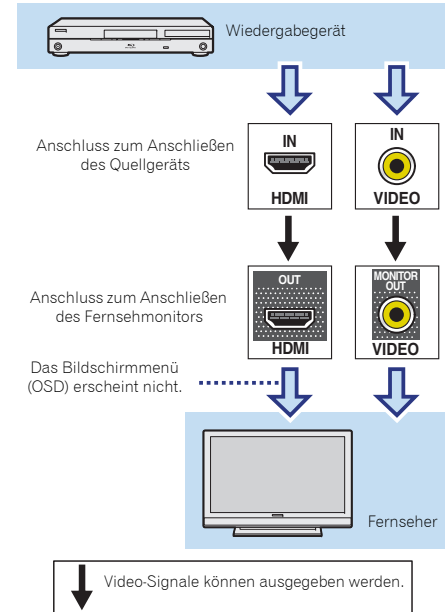 Wiedergabegerät
Anschluss zum Anschließen
des Quellgeräts
IN
HDMI
IN
VIDEO
Anschluss zum Anschließen
des Fernsehmonitors
OUT
HDMI
MONITOR
OUT
VIDEO
Das Bildschirmmenü
(OSD) erscheint nicht.
Fernseher
Video-Signale können ausgegeben werden.